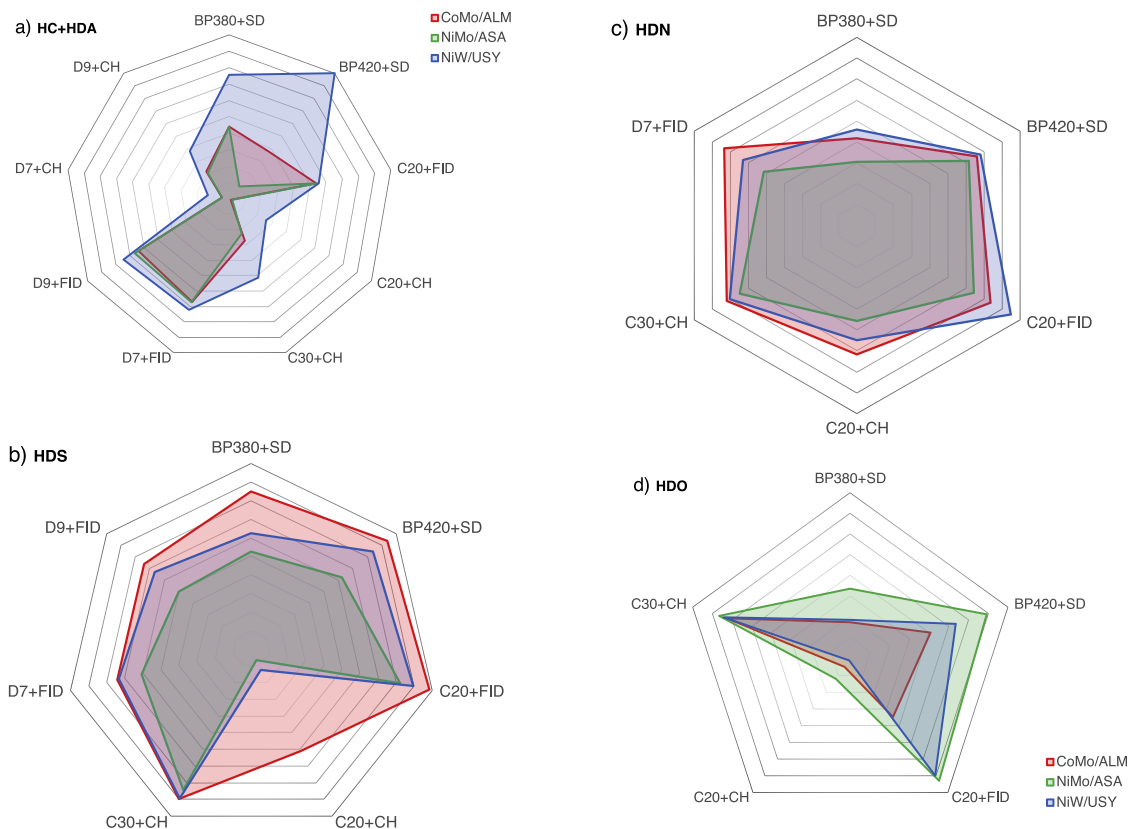 a) HC+HDA
BP380+SD
BP420+SD
C20+FID
C20+CH
C30+CH
D7+FID
D9+FID
D7+CH
D9+CH
CoMo/ALM
NiMo/ASA
NiW/USY
c) HDN
BP380+SD
BP420+SD
C20+FID
C20+CH
C30+CH
D7+FID
b) HDS
BP380+SD
BP420+SD
C20+FID
C20+CH
C30+CH
D7+FID
D9+FID
d) HDO
BP380+SD
BP420+SD
C20+FID
C20+CH
C30+CH
CoMo/ALM
NiMo/ASA
NiW/USY